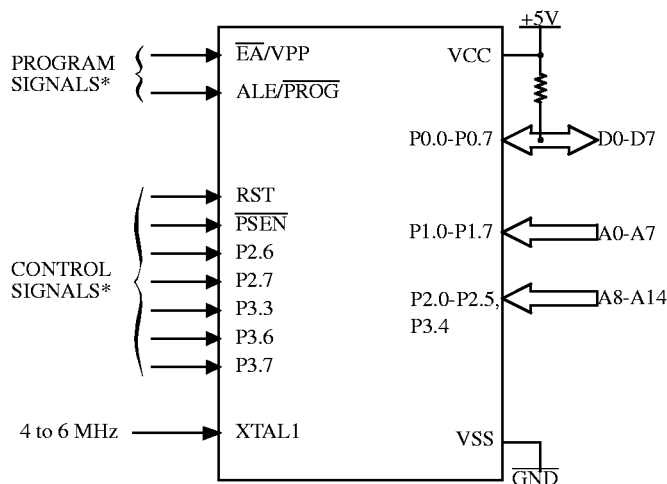 +5V
PROGRAM
SIGNALS*
EA/VPP
ALE/PROG
VCC
P0.0-P0.7
D0-D7
RST
PSEN
P2.6
P2.7
P3.3
P3.6
P3.7
CONTROL
SIGNALS*
P1.0-P1.7
A0-A7
P2.0-P2.5,
P3.4
A8-A14
4 to 6 MHz
XTAL1
VSS
GND